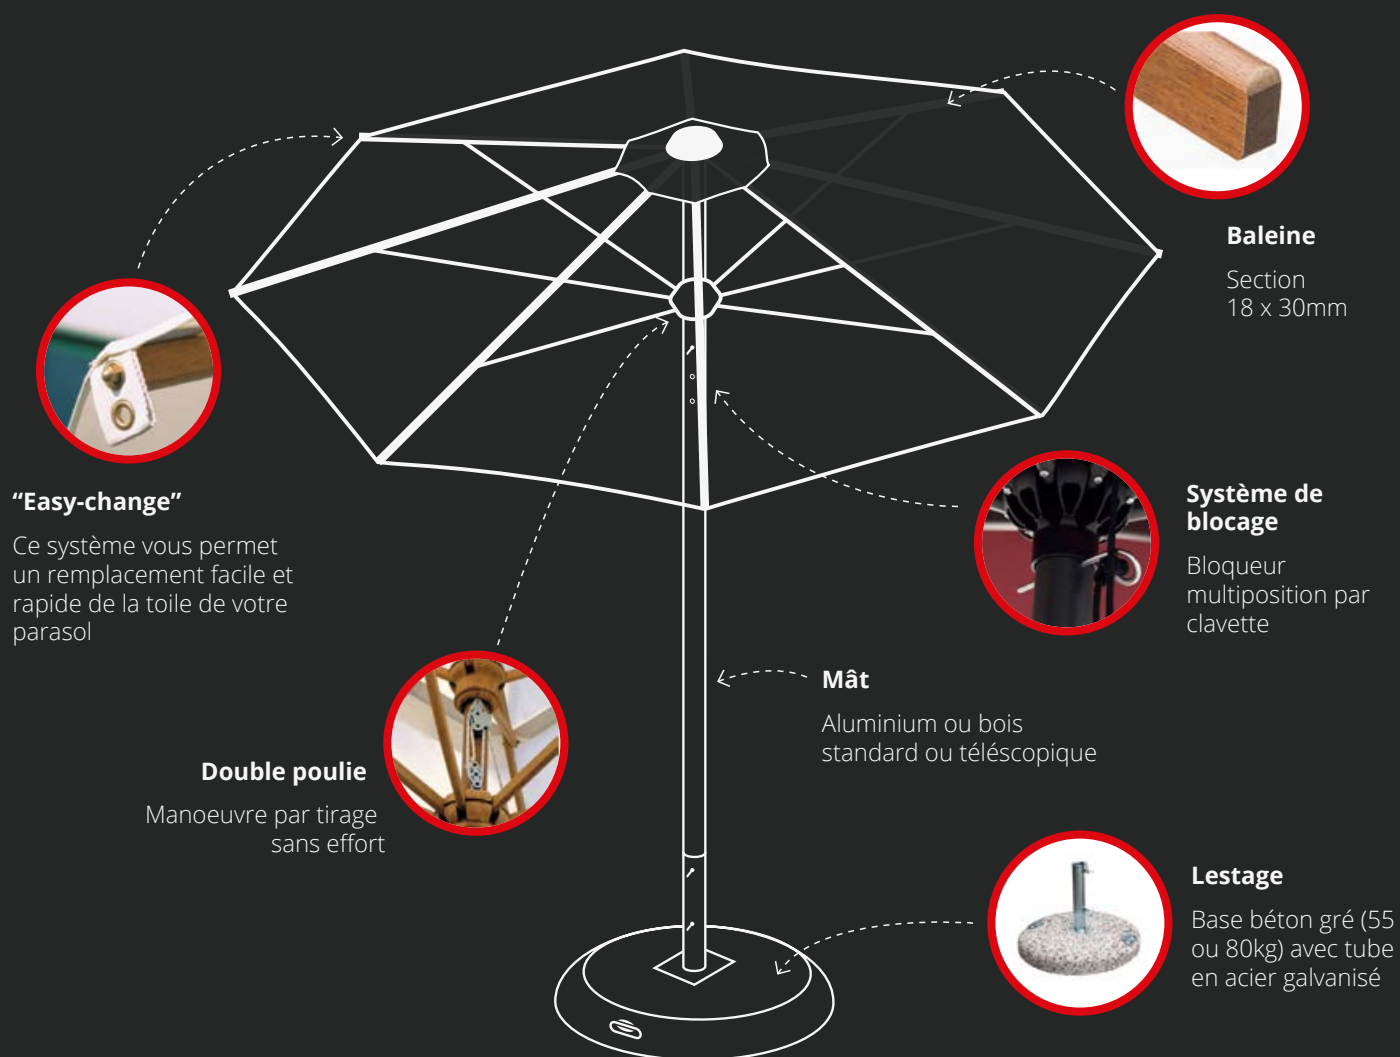 Baleine
Section
18 x 30mm
“Easy-change”
Ce système vous permet
un remplacement facile et
rapide de la toile de votre
parasol
Système de
blocage
Bloqueur
multiposition par
clavette
Mât
Aluminium ou bois
standard ou téléscopique
Double poulie
Manoeuvre par tirage
sans effort
Lestage
Base béton gré (55
ou 80kg) avec tube
en acier galvanisé